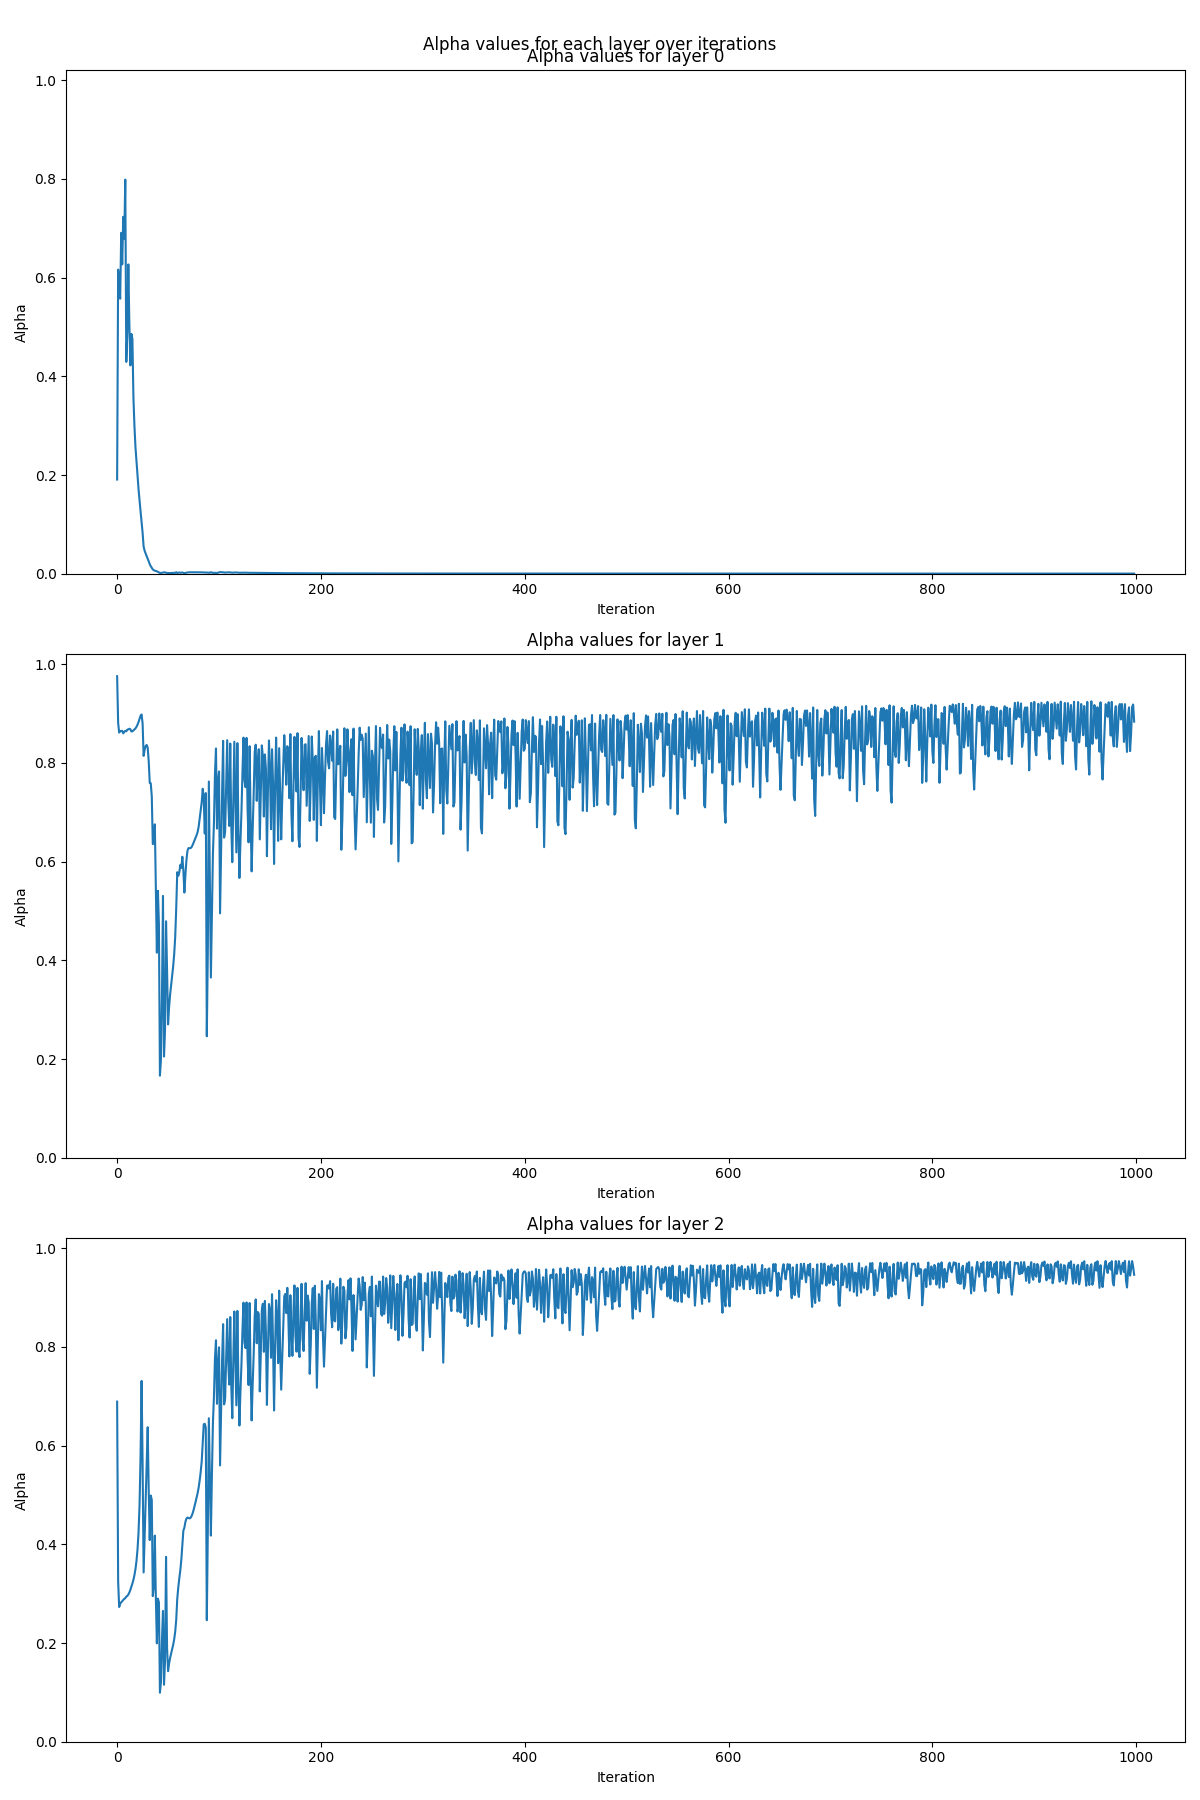 Alpha values for each layer over iterations
Alpha values for layer 0
1.0
0.8
0.6
0.4
0.2
0.0
Alpha
0 200 400 600 800 1000
Iteration
Alpha values for layer 1
1.0
0.8
0.6
0.4
0.2
0.0
Alpha
0 200 400 600 800 1000
Iteration
Alpha values for layer 2
1.0
0.8
0.6
0.4
0.2
0.0
Alpha
0 200 400 600 800 1000
Iteration